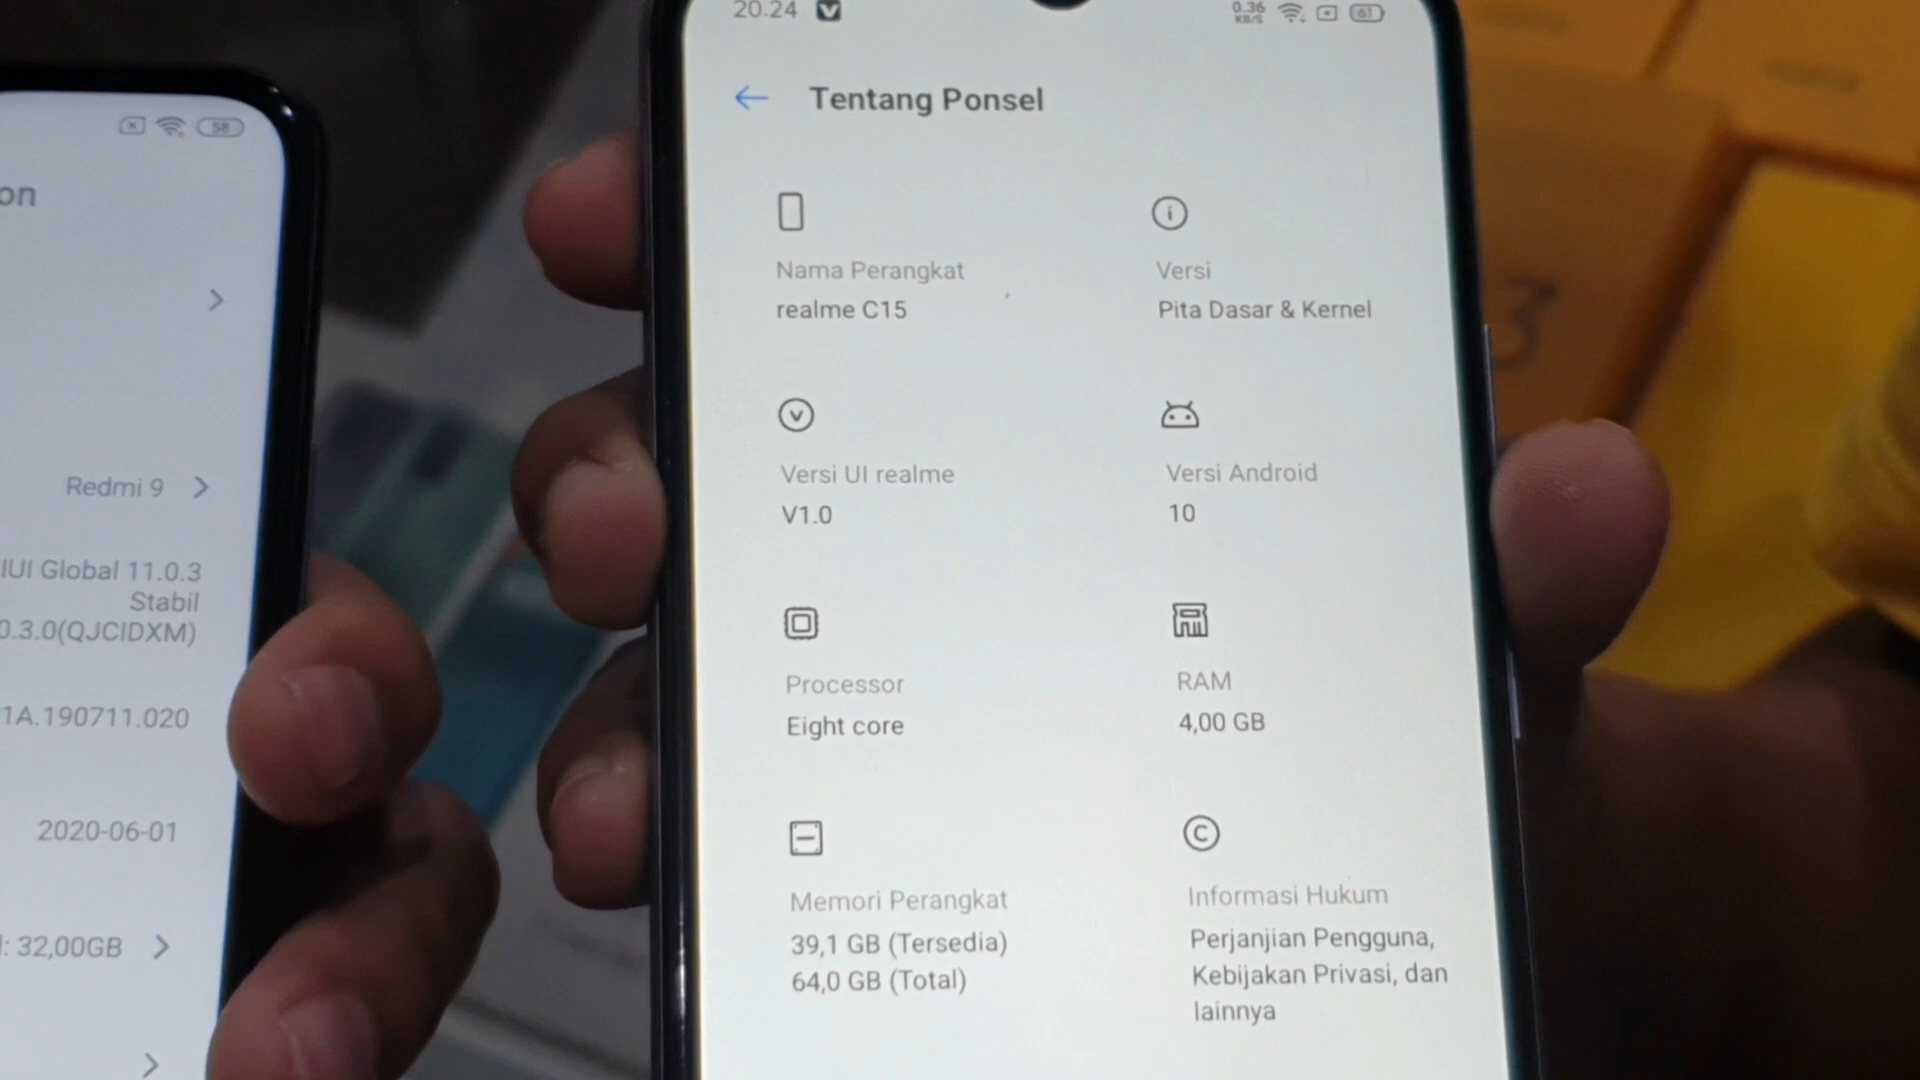 58
on
Redmi 9
IUI Global 11.0.3
Stabil
0.3.0(QJCIDXM)
1A.190711.020
2020-06-01
: 32,00GB
20.24
0.36
KB/S
61
Tentang Ponsel
Nama Perangkat
realme C15
Versi
Pita Dasar & Kernel
Versi UI realme
V1.0
Versi Android
10
Processor
Eight core
RAM
4,00 GB
Memori Perangkat
39,1 GB (Tersedia)
64,0 GB (Total)
Informasi Hukum
Perjanjian Pengguna,
Kebijakan Privasi, dan
lainnya
3